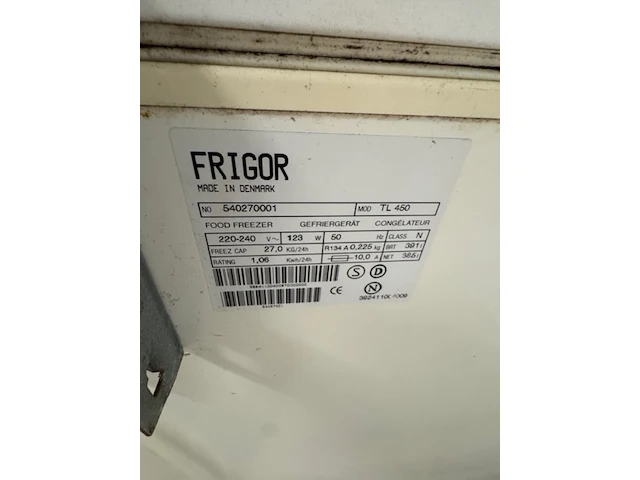 FRIGOR
MADE IN DENMARK
NO 540270001 MOD TL 450
FOOD FREEZER GEFRIERGERÄT CONGÉLATEUR
220-240 V~ 123 W 50 Hz CLASS N
FREEZ CAP 27,0 KG/24h R134 A 0,225 kg BRT 391 l
RATING 1,06 Kwh/24h 10,0 A NET 385 l
S D
CE N